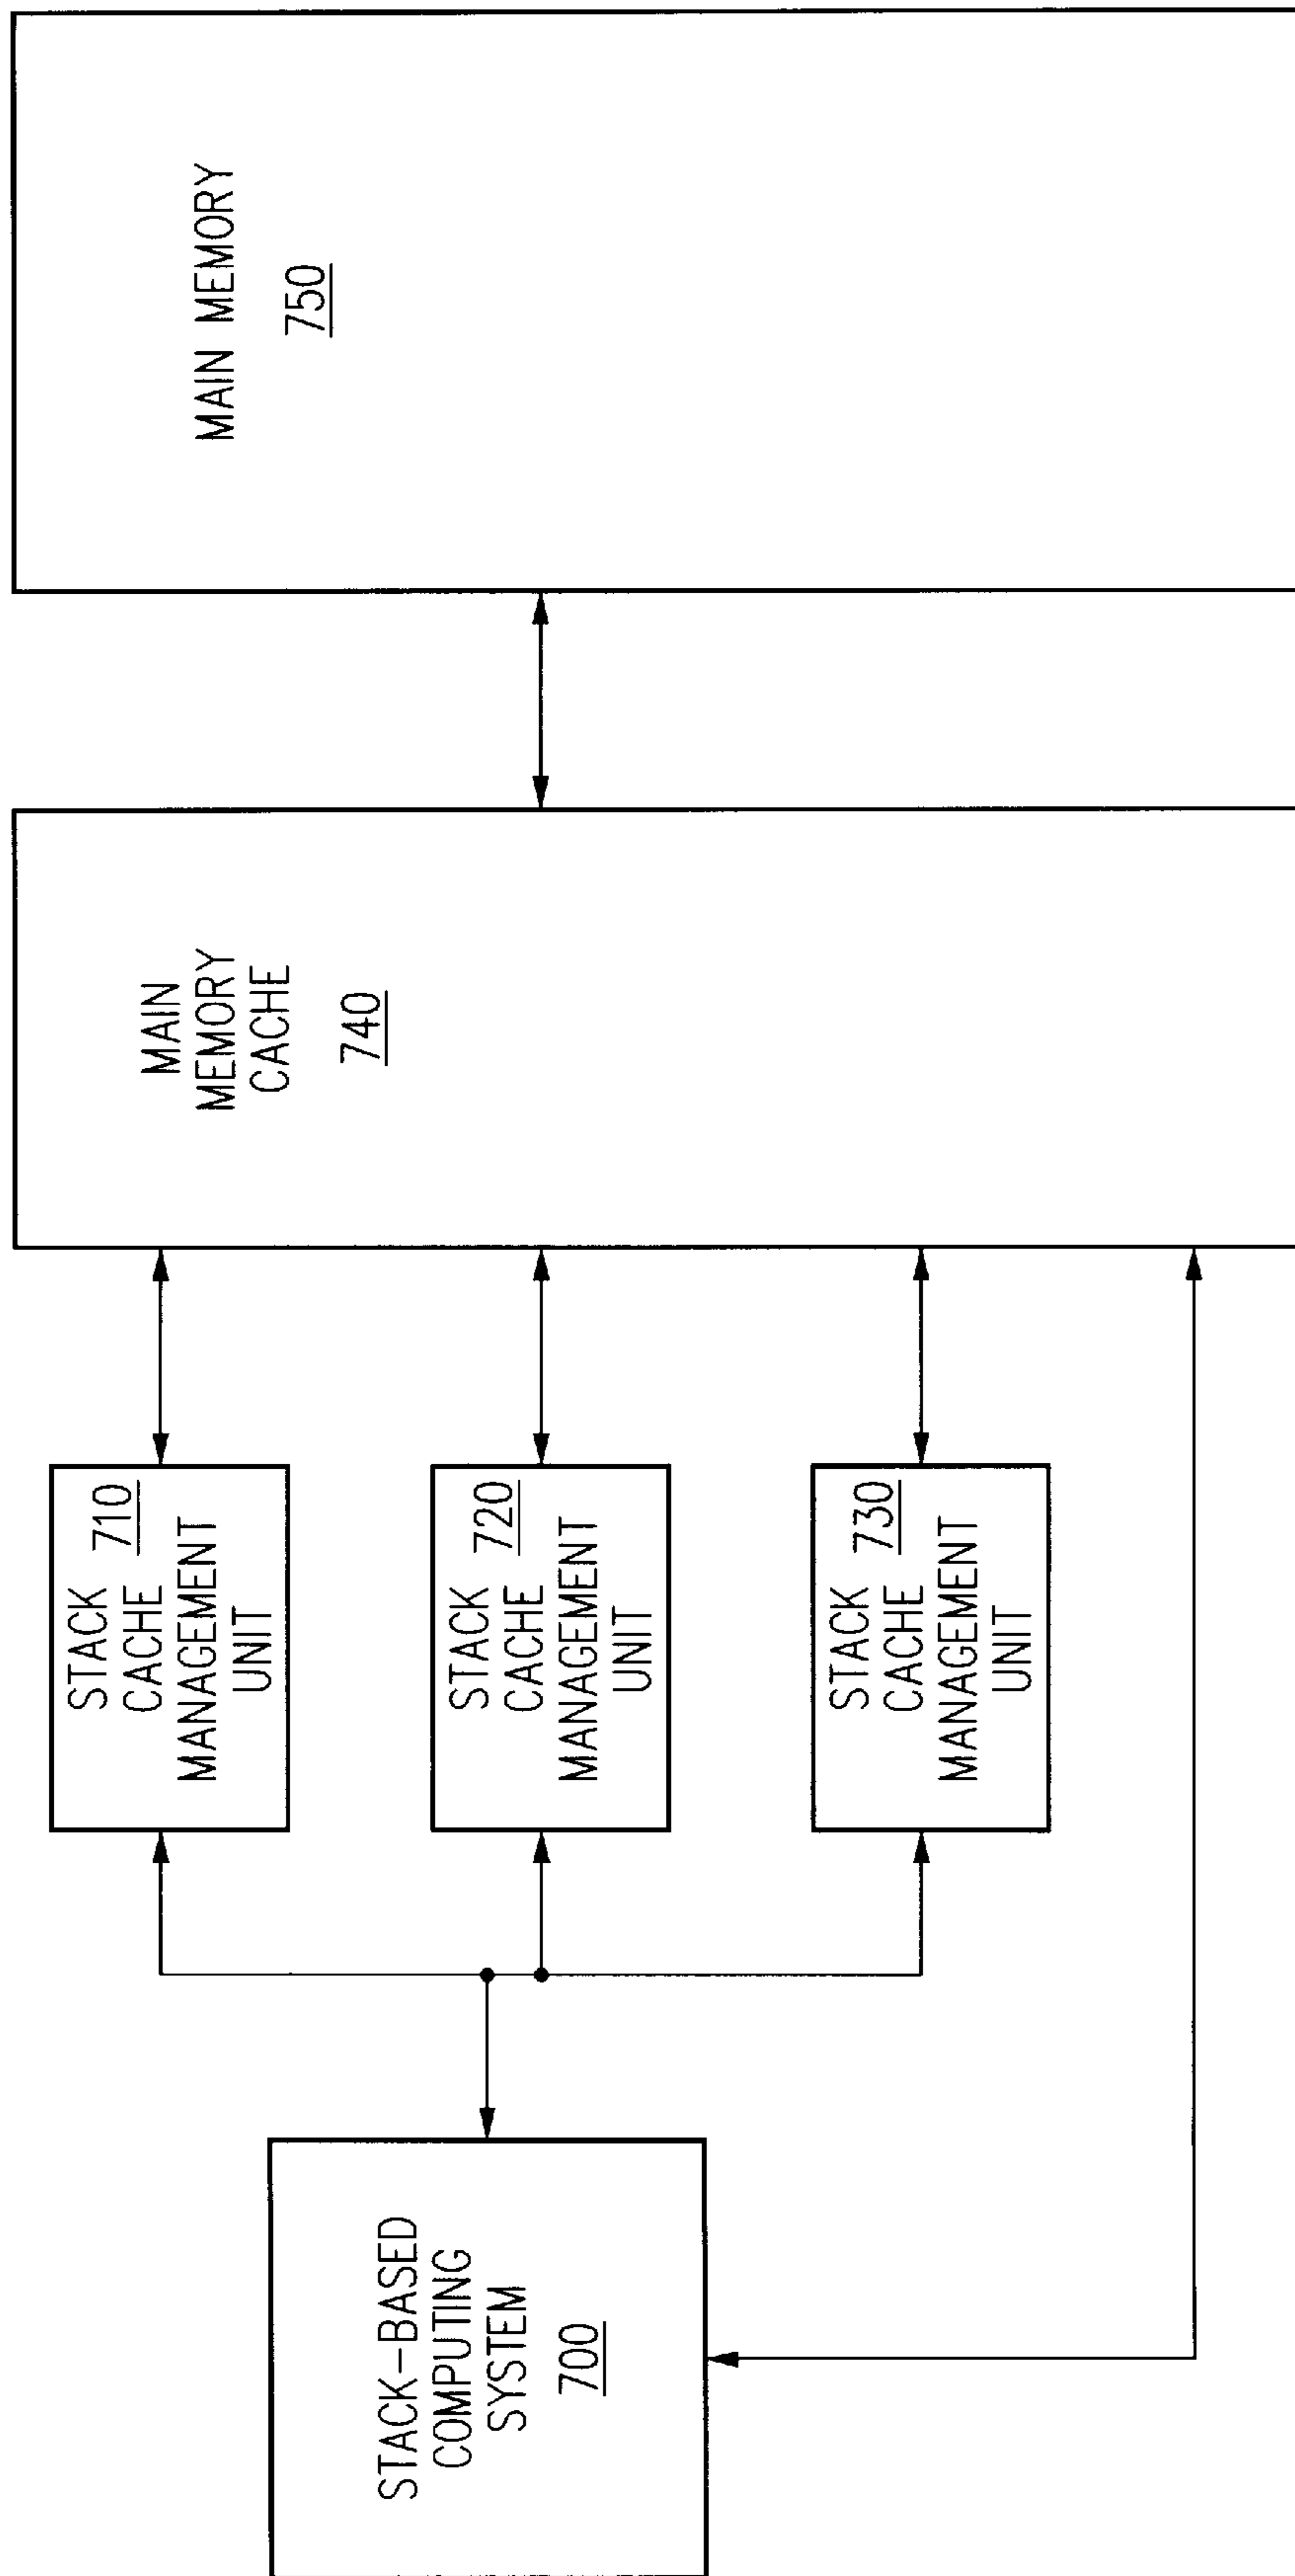 STACK-BASED
COMPUTING
SYSTEM
700
STACK
CACHE 710
MANAGEMENT
UNIT
STACK
CACHE 720
MANAGEMENT
UNIT
STACK
CACHE 730
MANAGEMENT
UNIT
MAIN
MEMORY
CACHE
740
MAIN MEMORY
750